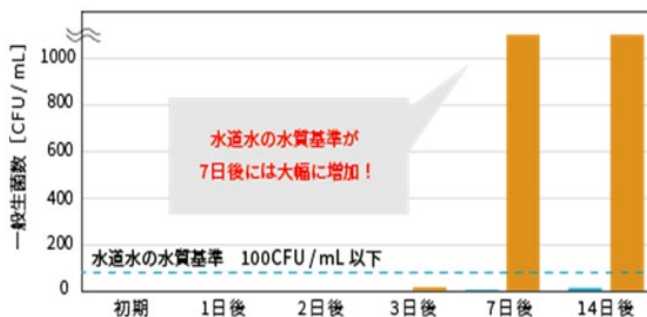 一般生菌数［CFU / mL］
1000
800
600
400
200
0
水道水の水質基準が
7日後には大幅に増加！
水道水の水質基準　100CFU / mL 以下
初期　1日後　2日後　3日後　7日後　14日後